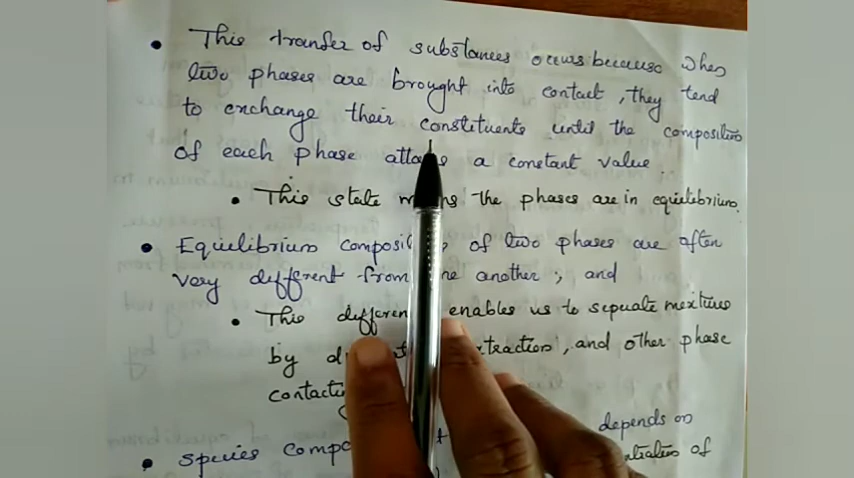 This transfer of substances occurs because when
two phases are brought into contact, they tend
to exchange their constituents until the composition
of each phase attains a constant value.
This state means the phases are in equilibrium.
Equilibrium compositions of two phases are often
very different from one another; and
This enables us to separate mixtures
by and other phase
Species depends on
of